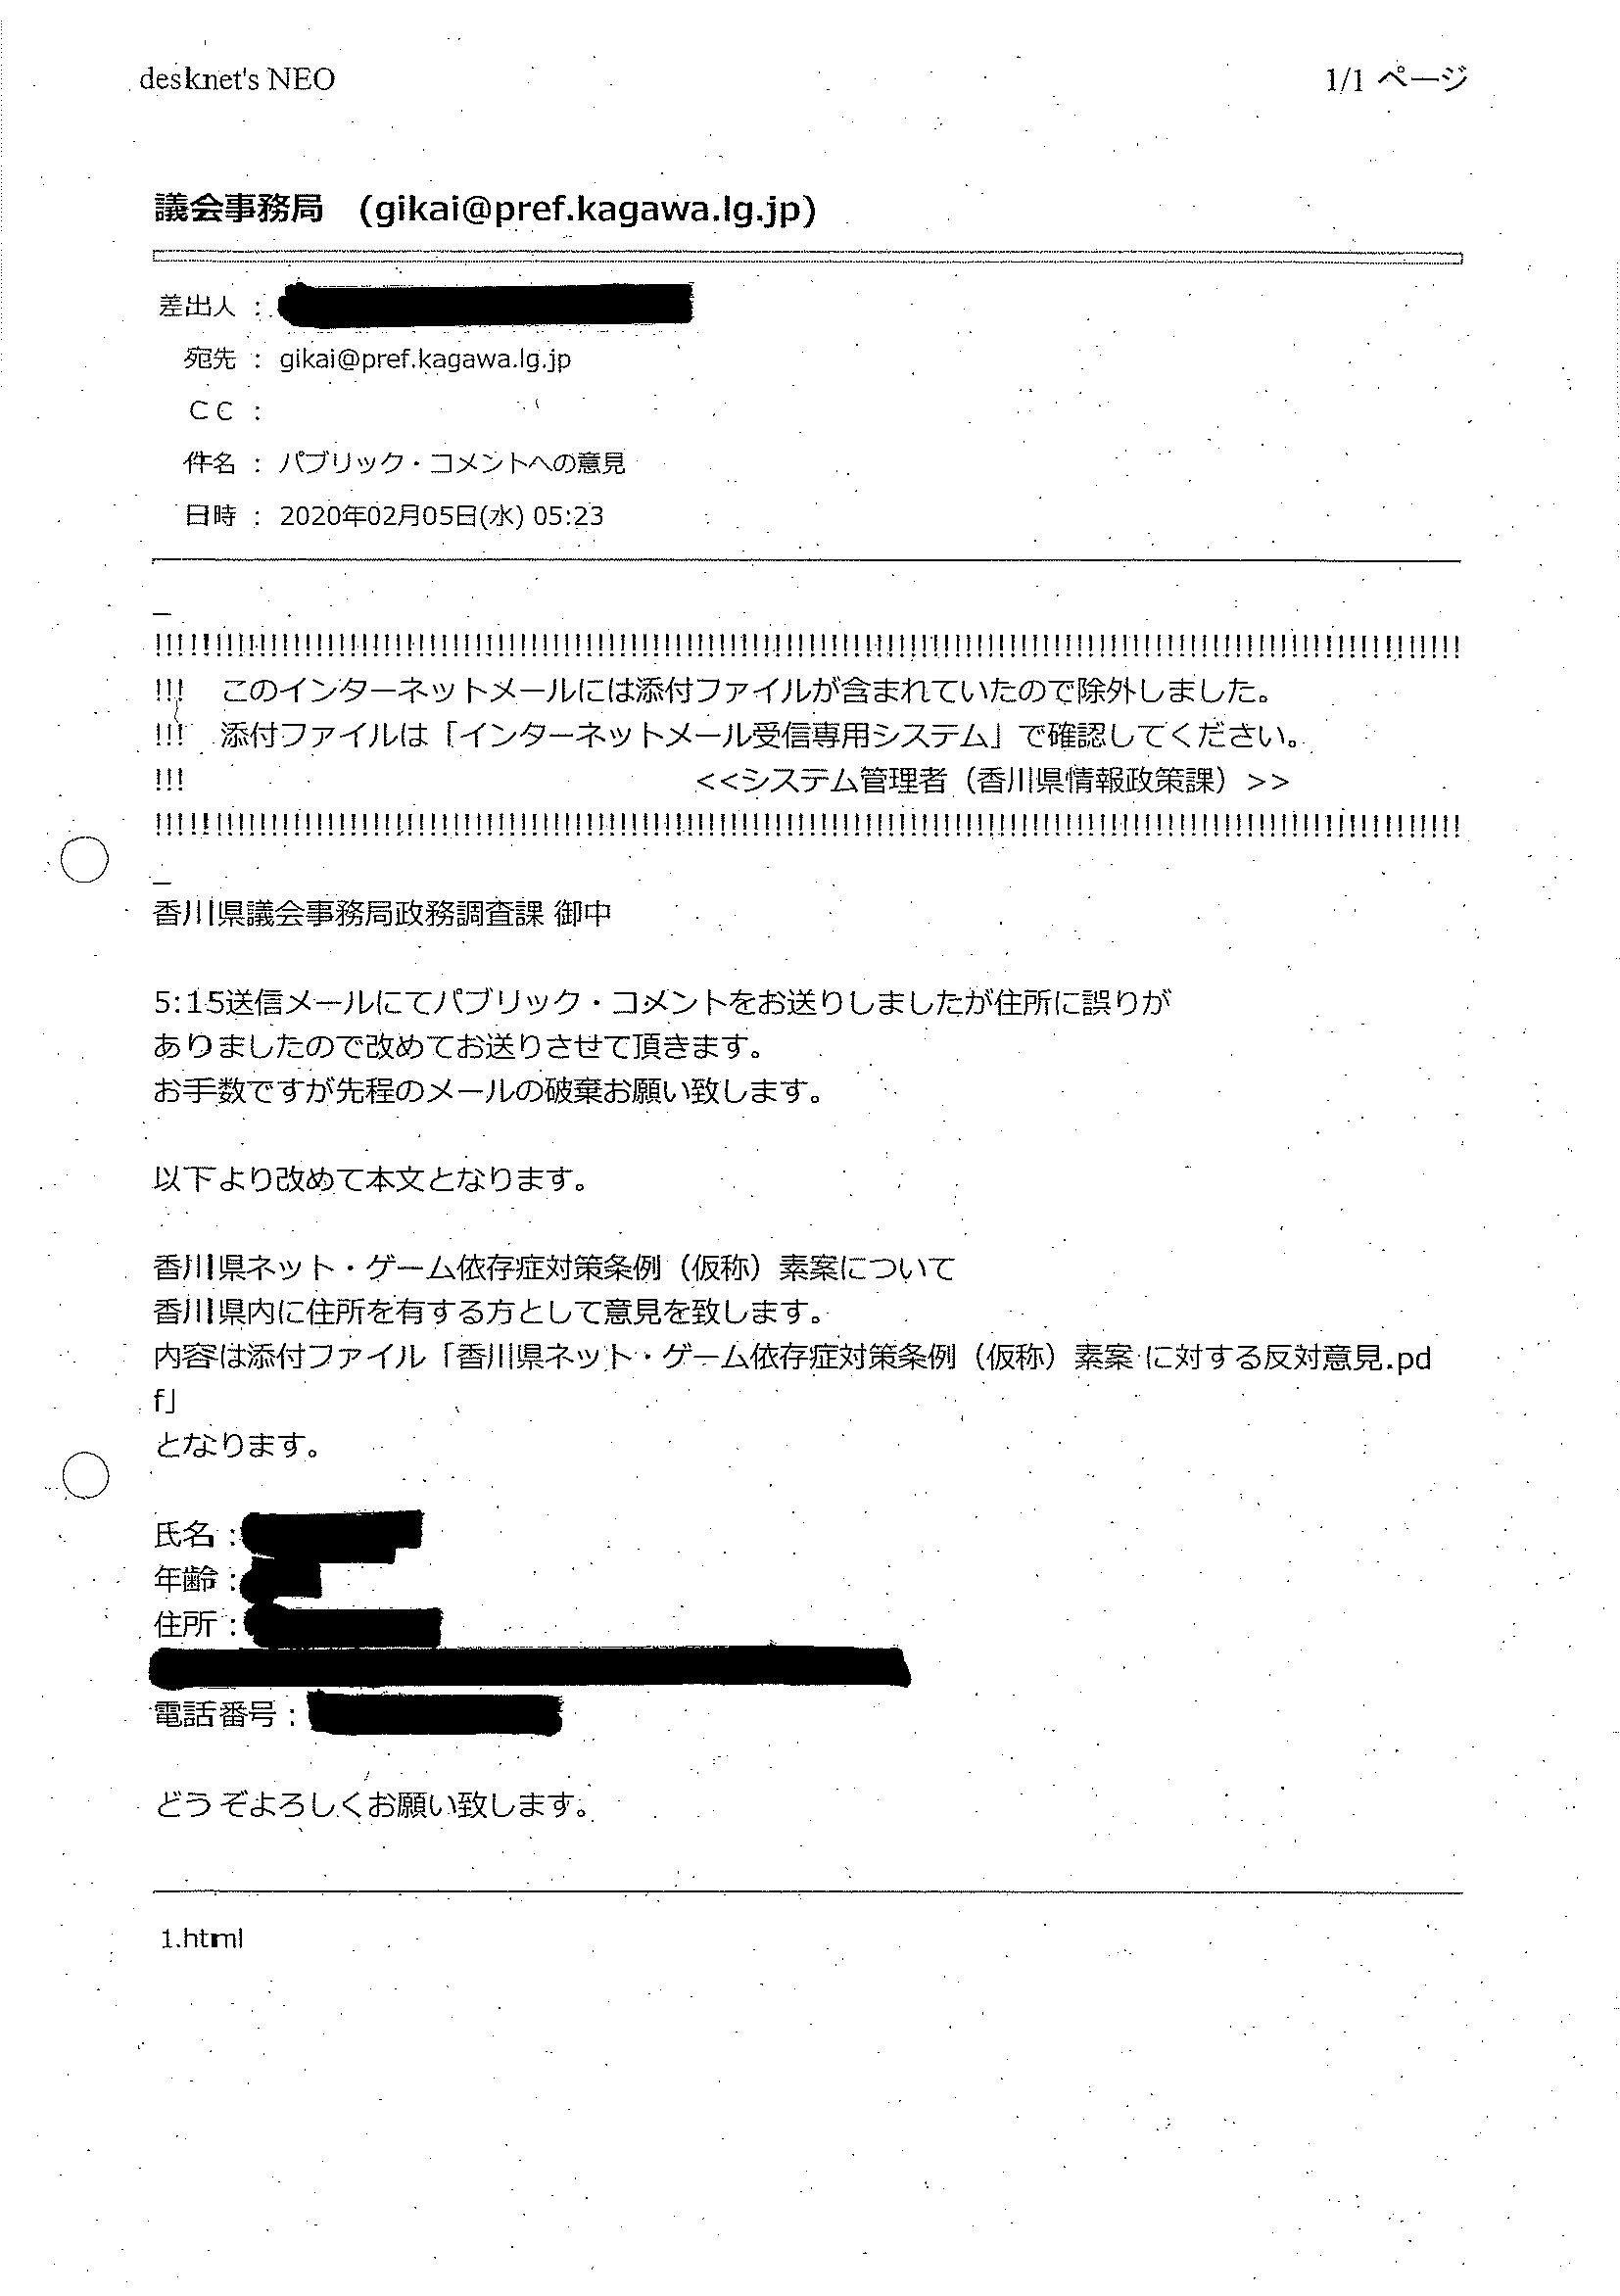 desknet's NEO
1/1 ページ
議会事務局　(gikai@pref.kagawa.lg.jp)
差出人 :
宛先 : gikai@pref.kagawa.lg.jp
ＣＣ :
件名 : パブリック・コメントへの意見
日時 : 2020年02月05日(水) 05:23
_
!!!!!!!!!!!!!!!!!!!!!!!!!!!!!!!!!!!!!!!!!!!!!!!!!!!!!!!!!!!!!!!!!!!!!!!!!!!!!!!!!!!!!!!!!!!!!!
!!!　このインターネットメールには添付ファイルが含まれていたので除外しました。
!!!　添付ファイルは「インターネットメール受信専用システム」で確認してください。
!!!　　　　　　　　　　　　　　　　　<<システム管理者（香川県情報政策課）>>
!!!!!!!!!!!!!!!!!!!!!!!!!!!!!!!!!!!!!!!!!!!!!!!!!!!!!!!!!!!!!!!!!!!!!!!!!!!!!!!!!!!!!!!!!!!!!!
_
香川県議会事務局政務調査課 御中
5:15送信メールにてパブリック・コメントをお送りしましたが住所に誤りが
ありましたので改めてお送りさせて頂きます。
お手数ですが先程のメールの破棄お願い致します。
以下より改めて本文となります。
香川県ネット・ゲーム依存症対策条例（仮称）素案について
香川県内に住所を有する方として意見を致します。
内容は添付ファイル「香川県ネット・ゲーム依存症対策条例（仮称）素案 に対する反対意見.pd
f」
となります。
氏名 :
年齢 :
住所 :
電話番号 :
どうぞよろしくお願い致します。
1.html